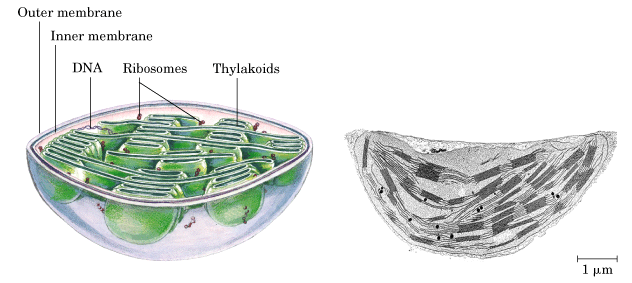 Outer membrane
Inner membrane
DNA Ribosomes Thylakoids
1 μm